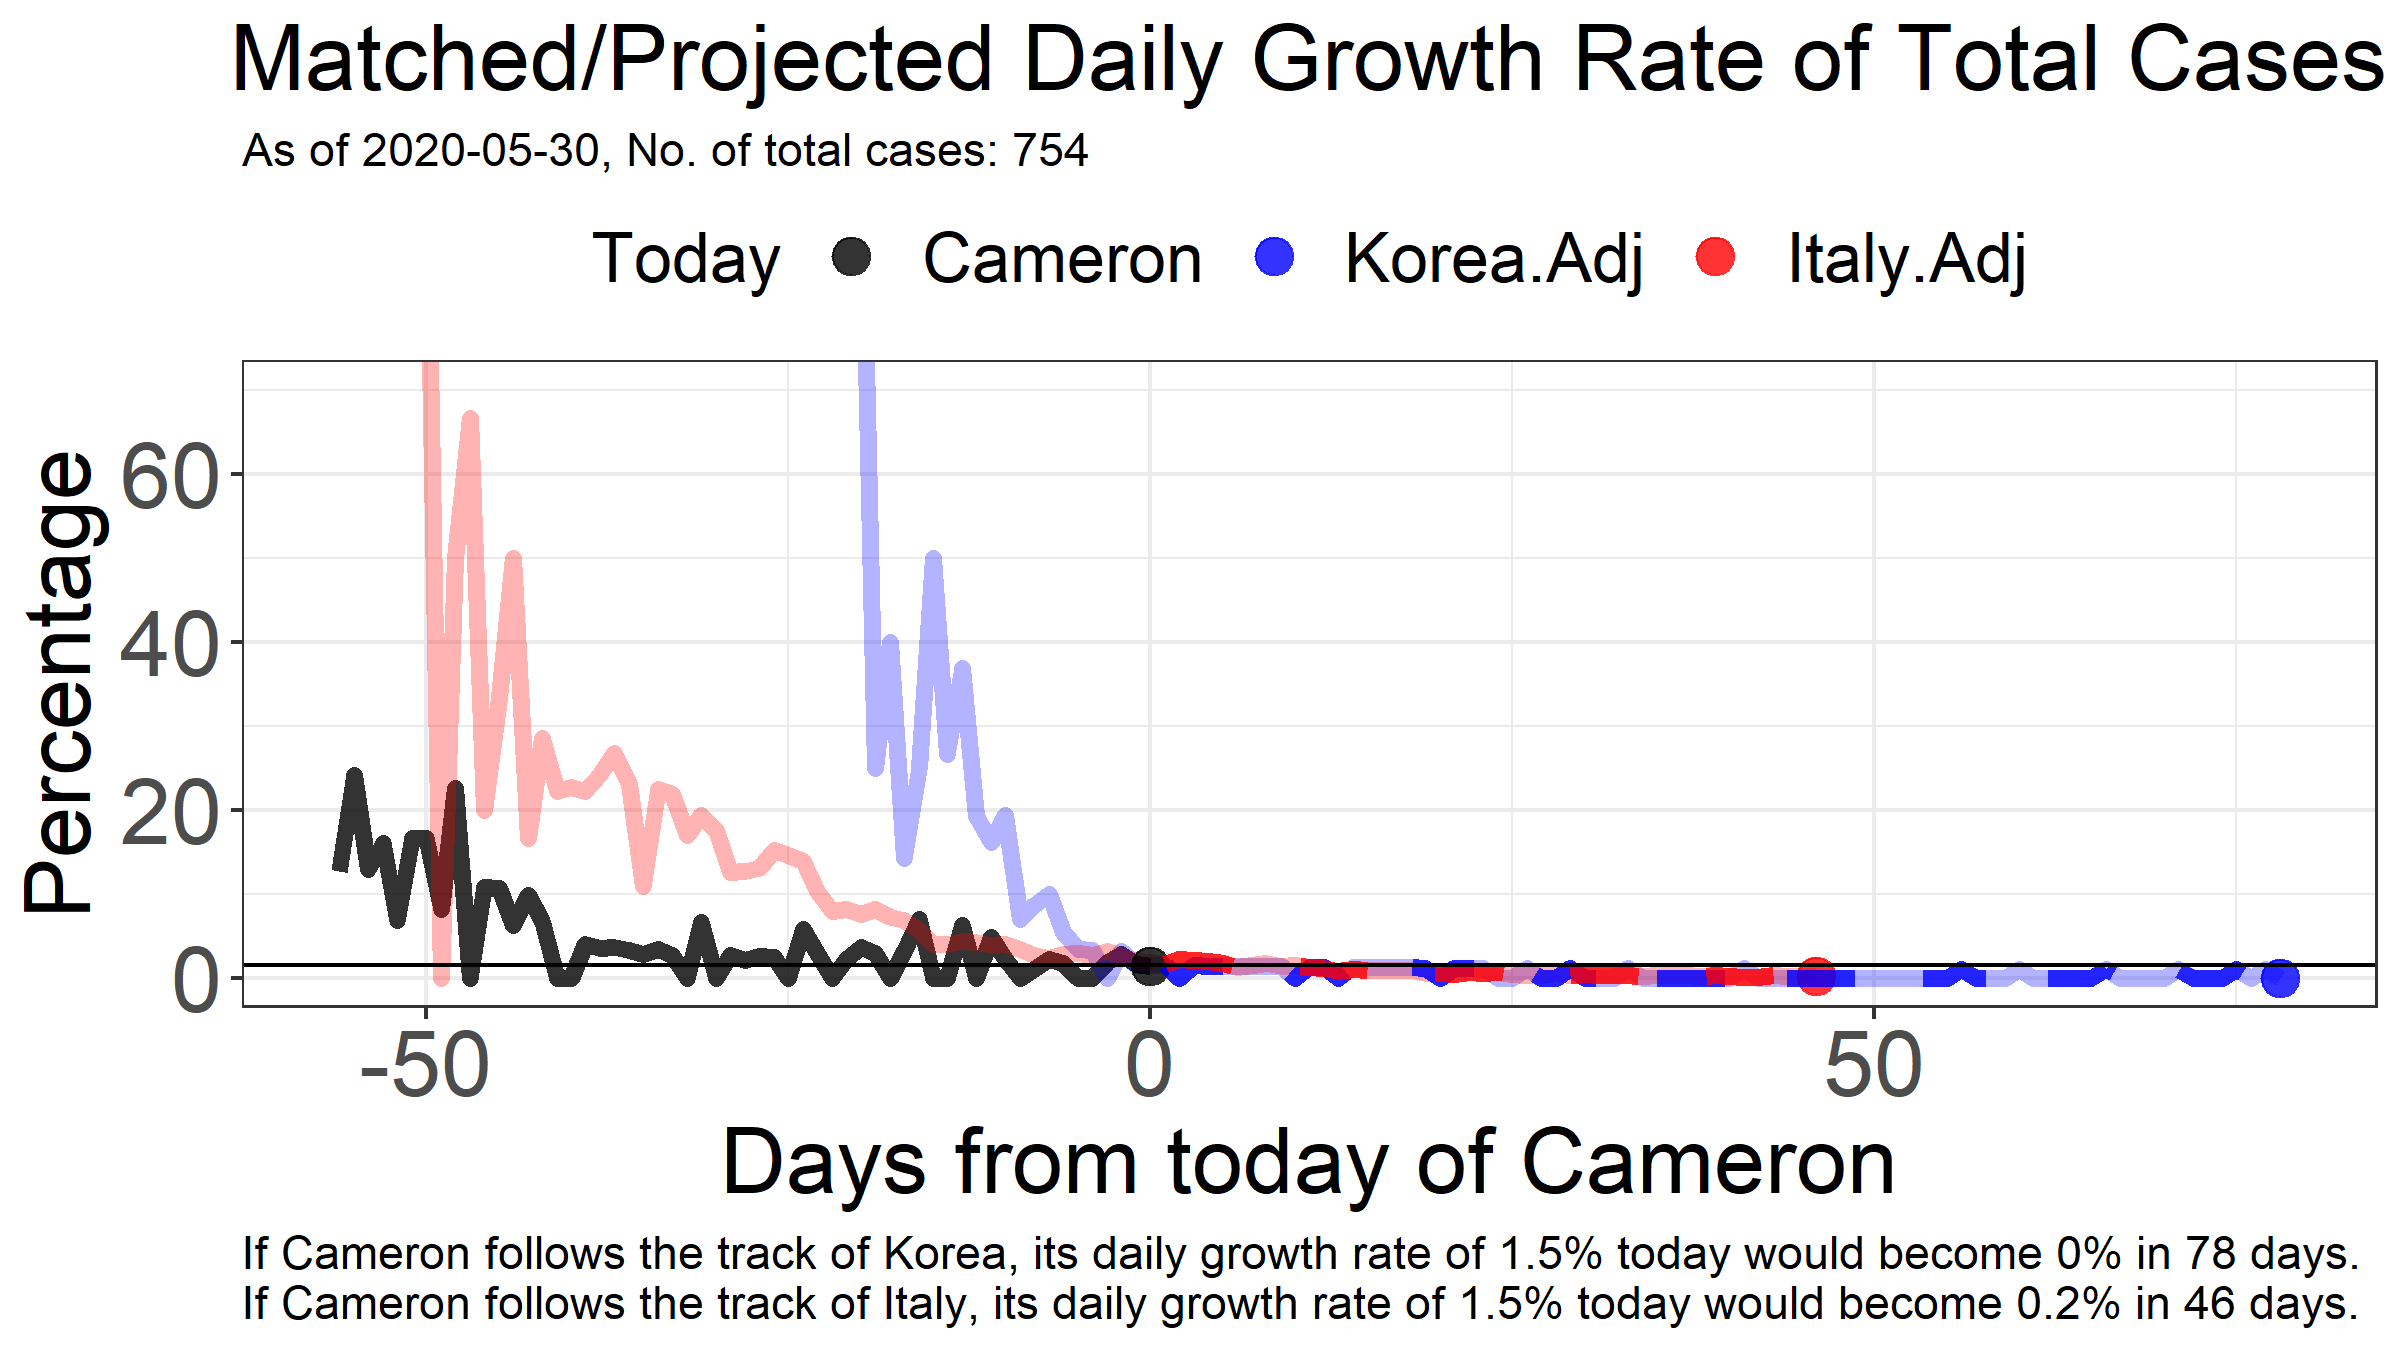 Matched/Projected Daily Growth Rate of Total Cases
As of 2020-05-30, No. of total cases: 754
Today Cameron Korea.Adj Italy.Adj
Percentage
60
40
20
0
-50 0 50
Days from today of Cameron
If Cameron follows the track of Korea, its daily growth rate of 1.5% today would become 0% in 78 days.
If Cameron follows the track of Italy, its daily growth rate of 1.5% today would become 0.2% in 46 days.